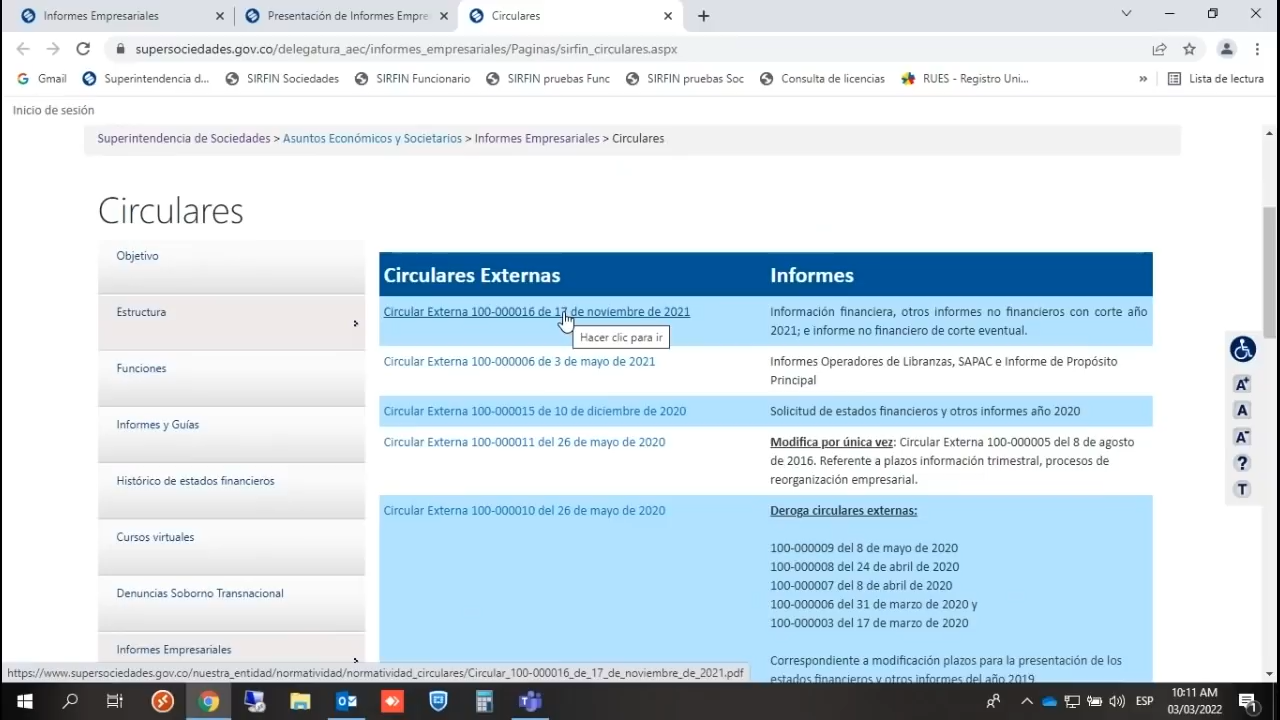 Informes Empresariales
Presentación de Informes Empre
Circulares
supersociedades.gov.co/delegatura_aec/informes_empresariales/Paginas/sirfin_circulares.aspx
Gmail
Superintendencia d...
SIRFIN Sociedades
SIRFIN Funcionario
SIRFIN pruebas Func
SIRFIN pruebas Soc
Consulta de licencias
RUES - Registro Uni...
»
Lista de lectura
Inicio de sesión
Superintendencia de Sociedades > Asuntos Económicos y Societarios > Informes Empresariales > Circulares
Circulares
Objetivo
Estructura
Funciones
Informes y Guías
Histórico de estados financieros
Cursos virtuales
Denuncias Soborno Transnacional
Informes Empresariales
Circulares Externas
Informes
Circular Externa 100-000016 de 17 de noviembre de 2021
Hacer clic para ir
Información financiera, otros informes no financieros con corte año
2021; e informe no financiero de corte eventual.
Circular Externa 100-000006 de 3 de mayo de 2021
Informes Operadores de Libranzas, SAPAC e Informe de Propósito
Principal
Circular Externa 100-000015 de 10 de diciembre de 2020
Solicitud de estados financieros y otros informes año 2020
Circular Externa 100-000011 del 26 de mayo de 2020
Modifica por única vez: Circular Externa 100-000005 del 8 de agosto
de 2016. Referente a plazos información trimestral, procesos de
reorganización empresarial.
Circular Externa 100-000010 del 26 de mayo de 2020
Deroga circulares externas:
100-000009 del 8 de mayo de 2020
100-000008 del 24 de abril de 2020
100-000007 del 8 de abril de 2020
100-000006 del 31 de marzo de 2020 y
100-000003 del 17 de marzo de 2020
Correspondiente a modificación plazos para la presentación de los
estados financieros y otros informes del año 2019.
A+
A
A-
?
T
https://www.supersociedades.gov.co/nuestra_entidad/normatividad/normatividad_circulares/Circular_100-000016_de_17_de_noviembre_de_2021.pdf
ESP
10:11 AM
03/03/2022
1